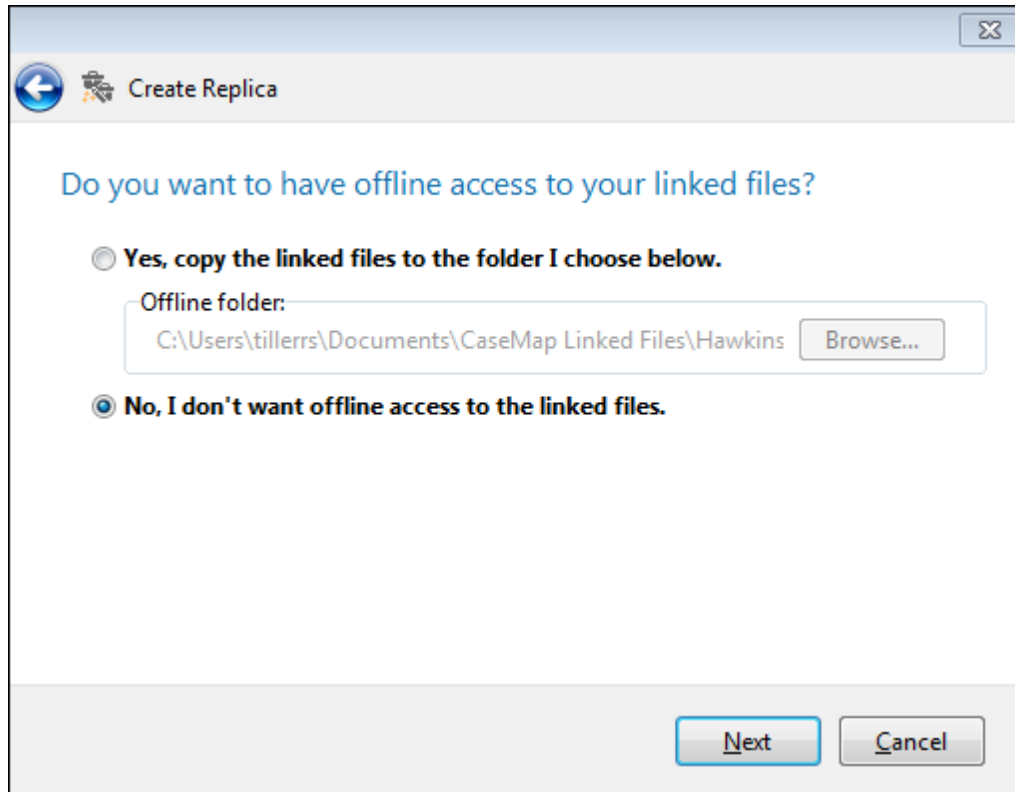 Create Replica
Do you want to have offline access to your linked files?
Yes, copy the linked files to the folder I choose below.
Offline folder:
C:\Users\tillerrs\Documents\CaseMap Linked Files\Hawkins Browse...
No, I don't want offline access to the linked files.
Next Cancel